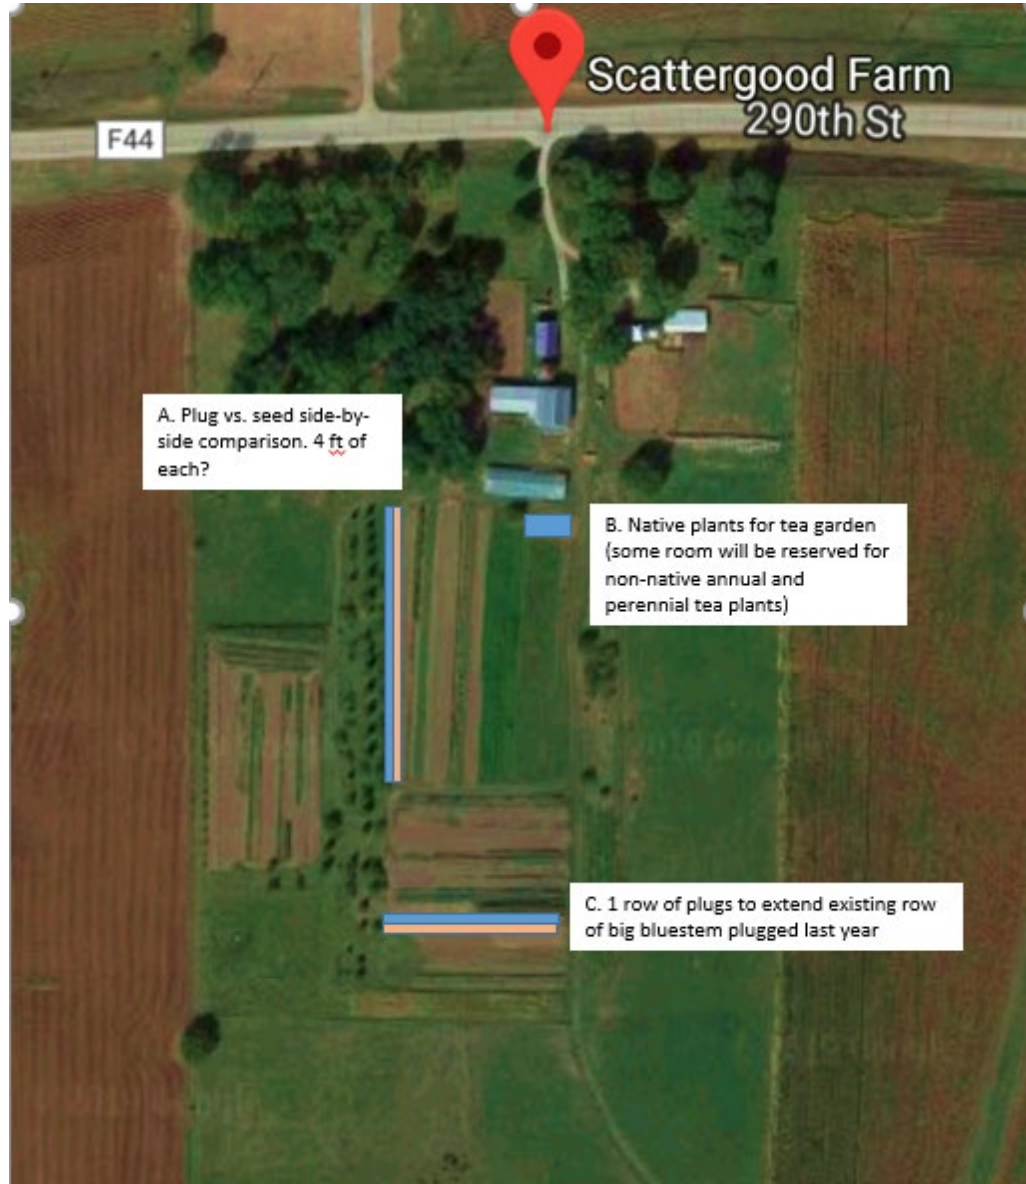 Scattergood Farm
290th St
F44
A. Plug vs. seed side-by-
side comparison. 4 ft of
each?
B. Native plants for tea garden
(some room will be reserved for
non-native annual and
perennial tea plants)
C. 1 row of plugs to extend existing row
of big bluestem plugged last year